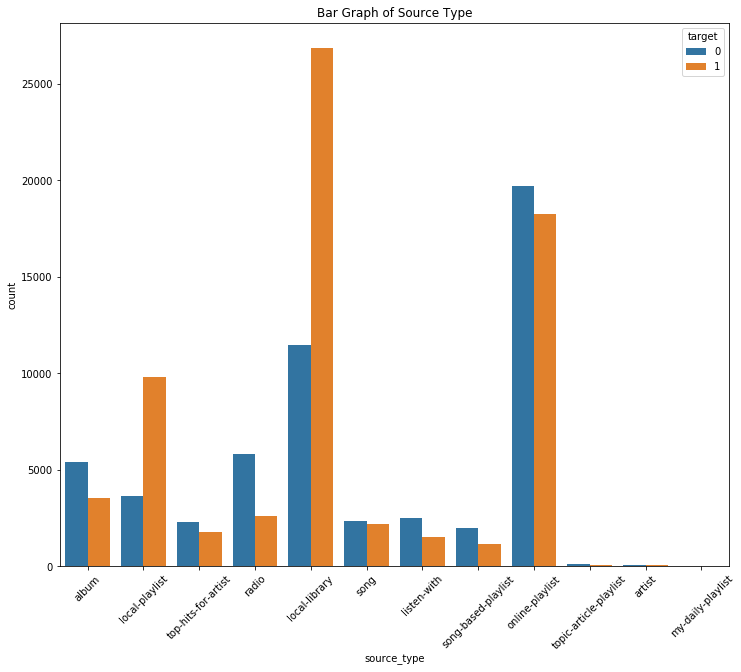 Bar Graph of Source Type
target
0
1
25000
20000
15000
10000
5000
0
count
album
local-playlist
top-hits-for-artist
radio
local-library
song
listen-with
song-based-playlist
online-playlist
topic-article-playlist
artist
my-daily-playlist
source_type